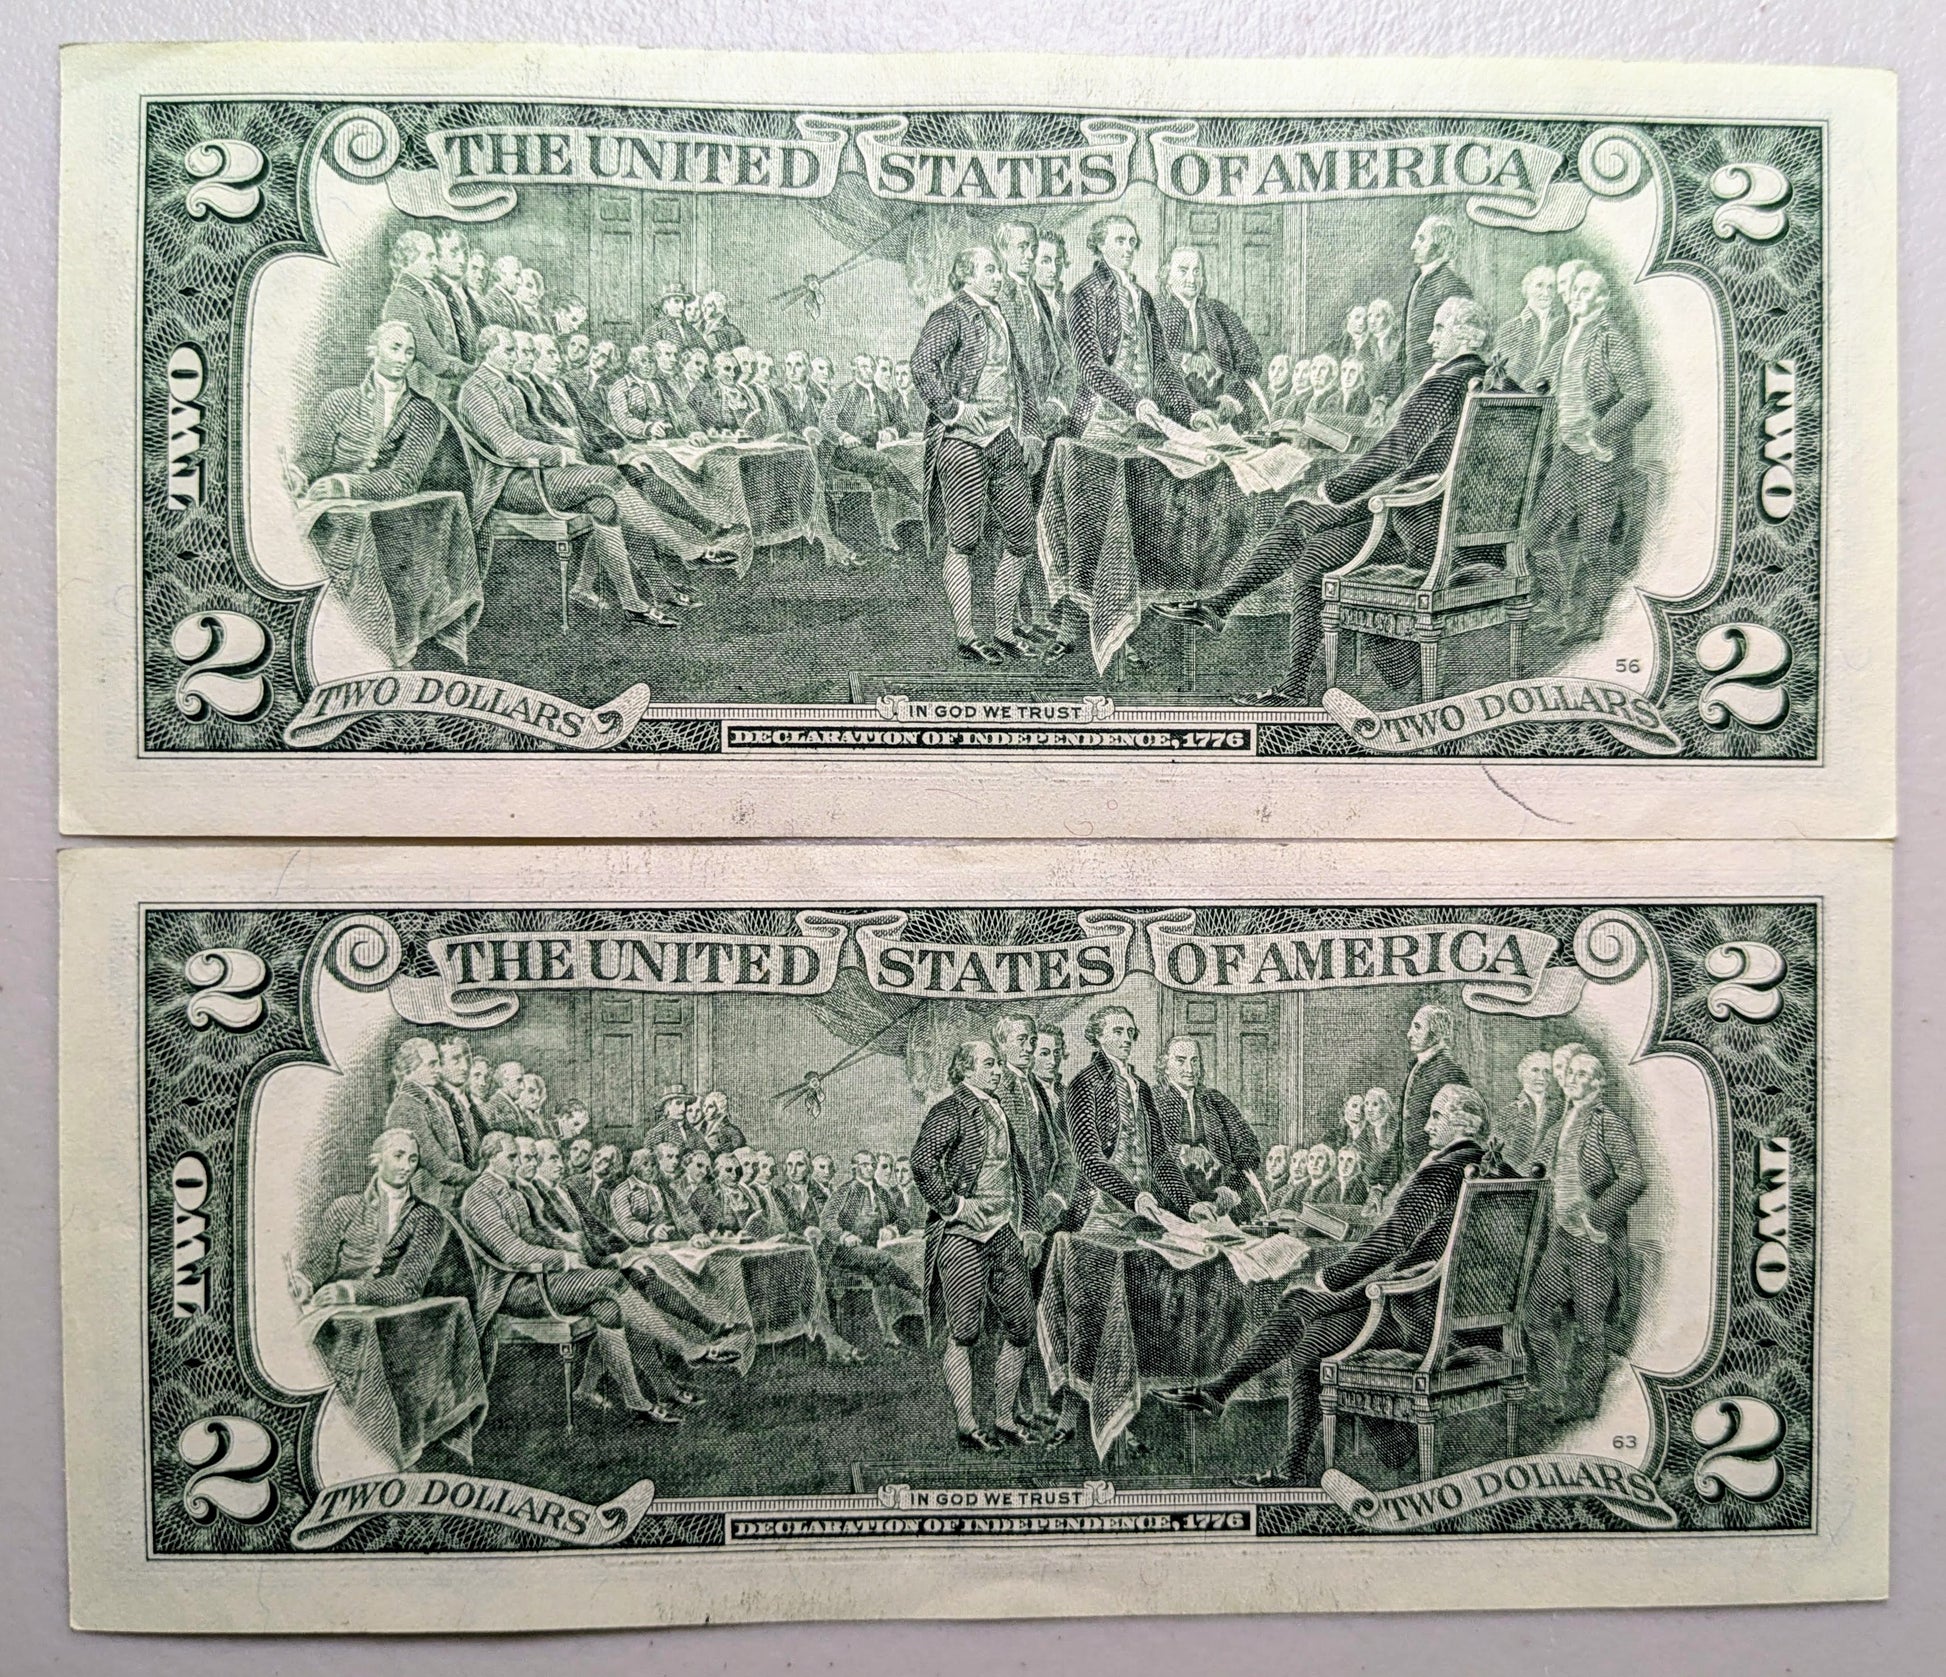 2 THE UNITED STATES OF AMERICA 2
TWO TWO
56
2 TWO DOLLARS IN GOD WE TRUST TWO DOLLARS 2
DECLARATION OF INDEPENDENCE, 1776
2 THE UNITED STATES OF AMERICA 2
TWO TWO
63
2 TWO DOLLARS IN GOD WE TRUST TWO DOLLARS 2
DECLARATION OF INDEPENDENCE, 1776